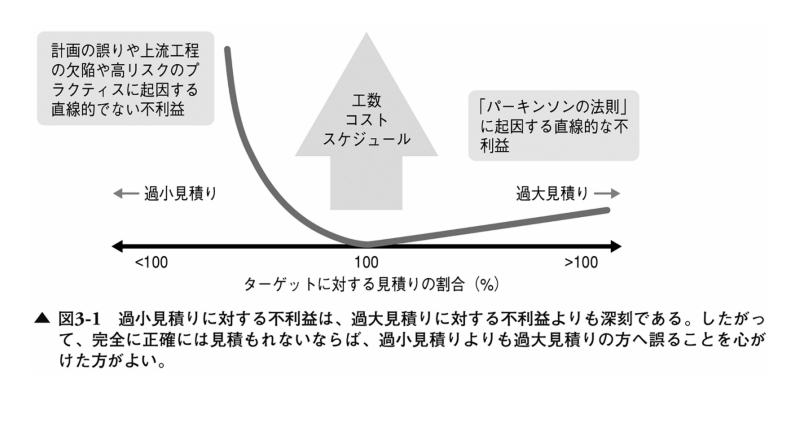 計画の誤りや上流工程
の欠陥や高リスクのプ
ラクティスに起因する
直線的でない不利益
工数
コスト
スケジュール
「パーキンソンの法則」
に起因する直線的な不
利益
過小見積り
過大見積り
<100
100
>100
ターゲットに対する見積りの割合（%）
▲ 図3-1 過小見積りに対する不利益は、過大見積りに対する不利益よりも深刻である。したがっ
て、完全に正確には見積もれないならば、過小見積りよりも過大見積りの方へ誤ることを心が
けた方がよい。